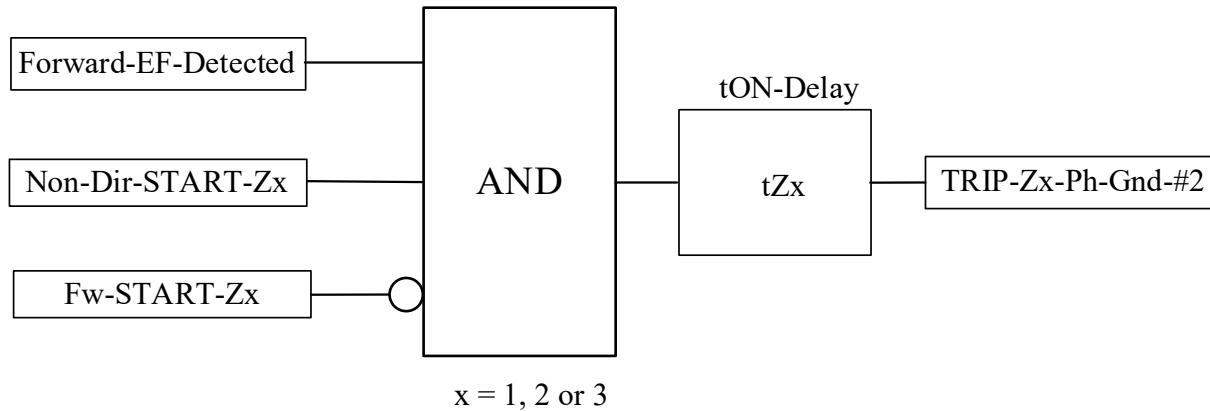 Forward-EF-Detected
tON-Delay
Non-Dir-START-Zx
AND
tZx
TRIP-Zx-Ph-Gnd-#2
Fw-START-Zx
x = 1, 2 or 3